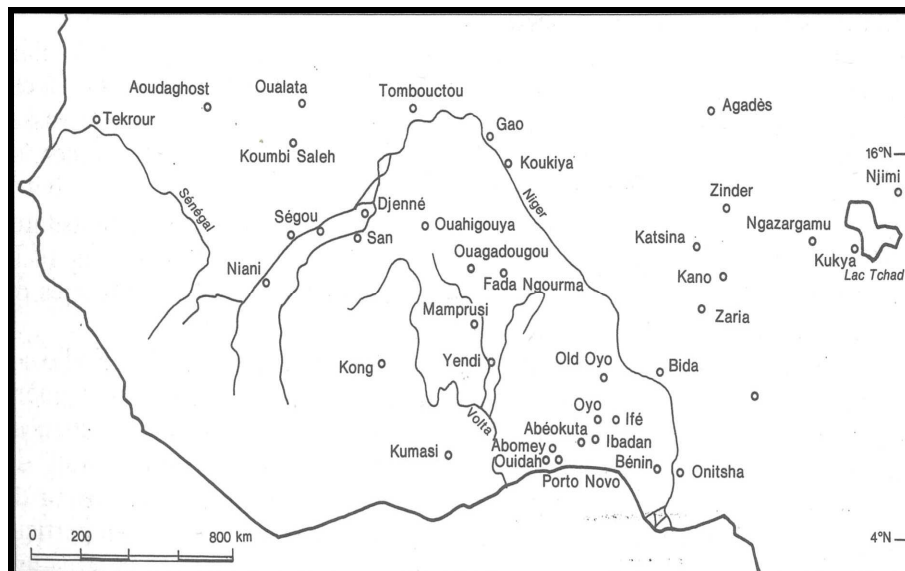 Aoudaghost
Oualata
Tombouctou
Agadès
Tekrour
Gao
Koumbi Saleh
16°N
Koukiya
Njimi
Sénégal
Niger
Zinder
Djenné
Ségou
Ouahigouya
Ngazargamu
San
Katsina
Kukya
Ouagadougou
Lac Tchad
Niani
Fada Ngourma
Kano
Mamprusi
Zaria
Kong
Yendi
Old Oyo
Bida
Oyo
Ifé
Volta
Abéokuta
Ibadan
Kumasi
Abomey
Ouidah
Bénin
Onitsha
Porto Novo
0 200 800 km
4°N